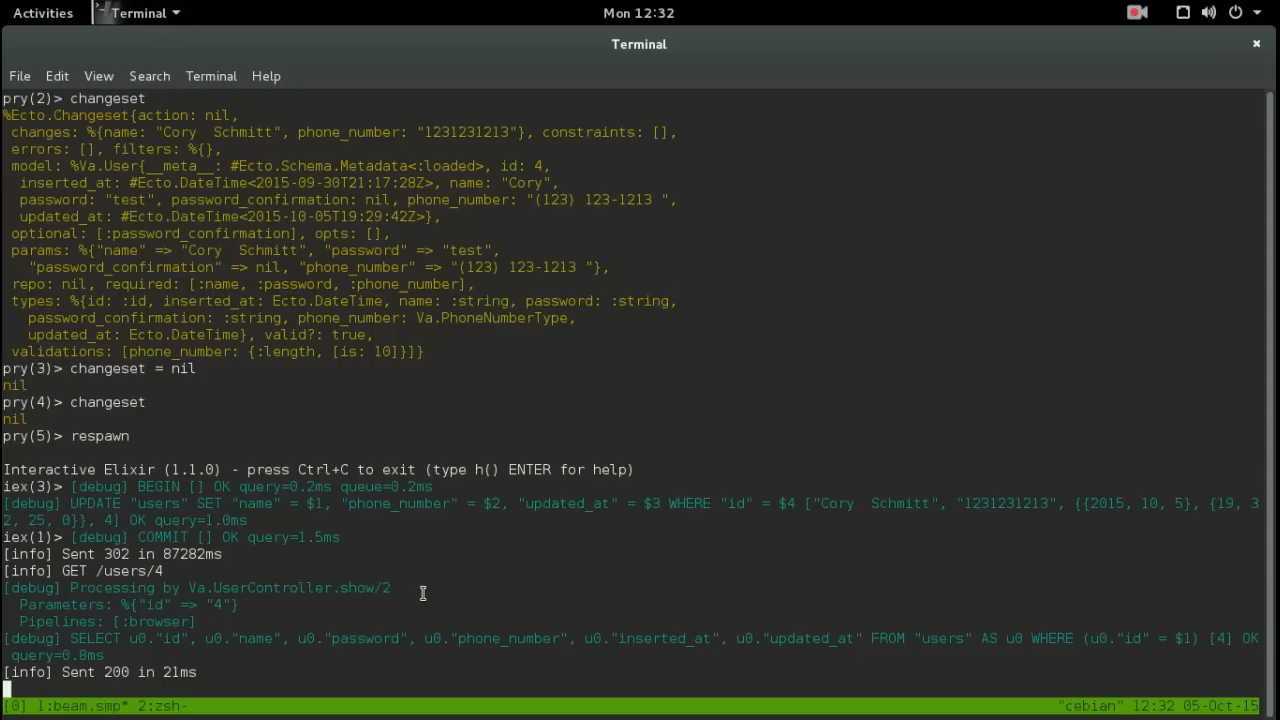 Activities Terminal Mon 12:32
Terminal ×
File Edit View Search Terminal Help
pry(2)> changeset
%Ecto.Changeset{action: nil,
 changes: %{name: "Cory  Schmitt", phone_number: "1231231213"}, constraints: [],
 errors: [], filters: %{},
 model: %Va.User{__meta__: #Ecto.Schema.Metadata<:loaded>, id: 4,
  inserted_at: #Ecto.DateTime<2015-09-30T21:17:28Z>, name: "Cory",
  password: "test", password_confirmation: nil, phone_number: "(123) 123-1213 ",
  updated_at: #Ecto.DateTime<2015-10-05T19:29:42Z>},
 optional: [:password_confirmation], opts: [],
 params: %{"name" => "Cory  Schmitt", "password" => "test",
   "password_confirmation" => nil, "phone_number" => "(123) 123-1213 "},
 repo: nil, required: [:name, :password, :phone_number],
 types: %{id: :id, inserted_at: Ecto.DateTime, name: :string, password: :string,
   password_confirmation: :string, phone_number: Va.PhoneNumberType,
   updated_at: Ecto.DateTime}, valid?: true,
 validations: [phone_number: {:length, [is: 10]}]}
pry(3)> changeset = nil
nil
pry(4)> changeset
nil
pry(5)> respawn
Interactive Elixir (1.1.0) - press Ctrl+C to exit (type h() ENTER for help)
iex(3)> [debug] BEGIN [] OK query=0.2ms queue=0.2ms
[debug] UPDATE "users" SET "name" = $1, "phone_number" = $2, "updated_at" = $3 WHERE "id" = $4 ["Cory  Schmitt", "1231231213", {{2015, 10, 5}, {19, 3
2, 25, 0}}, 4] OK query=1.0ms
iex(1)> [debug] COMMIT [] OK query=1.5ms
[info] Sent 302 in 87282ms
[info] GET /users/4
[debug] Processing by Va.UserController.show/2
  Parameters: %{"id" => "4"}
  Pipelines: [:browser]
[debug] SELECT u0."id", u0."name", u0."password", u0."phone_number", u0."inserted_at", u0."updated_at" FROM "users" AS u0 WHERE (u0."id" = $1) [4] OK
 query=0.8ms
[info] Sent 200 in 21ms
[0] 1:beam.smp* 2:zsh- "cebian" 12:32 05-Oct-15